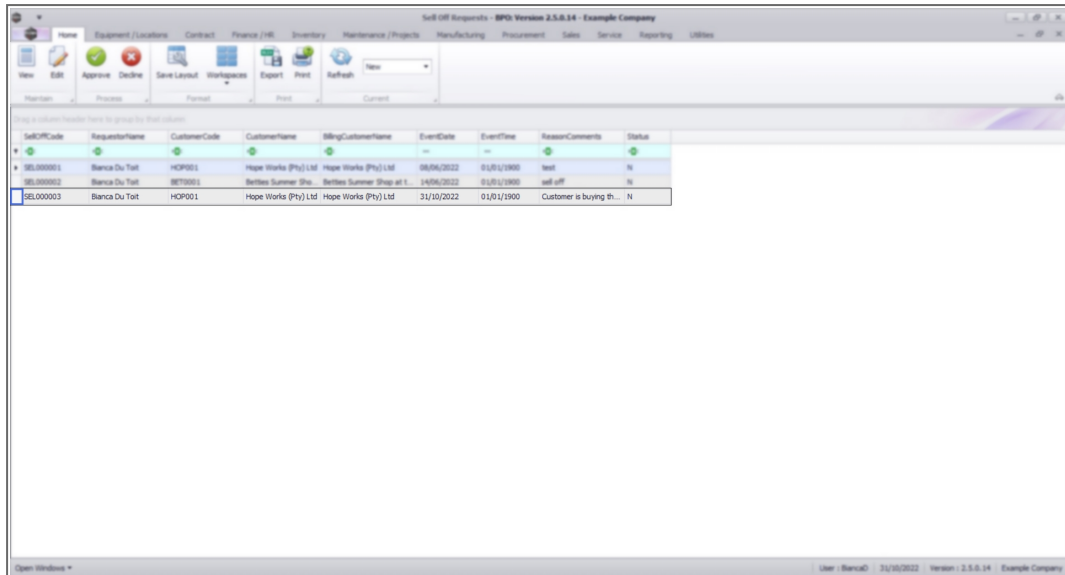 Sell Off Requests - BPO: Version 2.5.0.14 - Example Company
Home Equipment / Locations Contract Finance / HR Inventory Maintenance / Projects Manufacturing Procurement Sales Service Reporting Utilities
View Edit Approve Decline Save Layout Workspaces Export Print Refresh New
Maintain Process Format Print Current
Drag a column header here to group by that column
SellOffCode RequestorName CustomerCode CustomerName BillingCustomerName EventDate EventTime ReasonComments Status
SEL000001 Bianca Du Toit HOP001 Hope Works (Pty) Ltd Hope Works (Pty) Ltd 08/06/2022 01/01/1900 test N
SEL000002 Bianca Du Toit BET0001 Betties Summer Sho... Betties Summer Shop at t... 14/06/2022 01/01/1900 sell off N
SEL000003 Bianca Du Toit HOP001 Hope Works (Pty) Ltd Hope Works (Pty) Ltd 31/10/2022 01/01/1900 Customer is buying th... N
Open Windows User : BiancaD 31/10/2022 Version : 2.5.0.14 Example Company